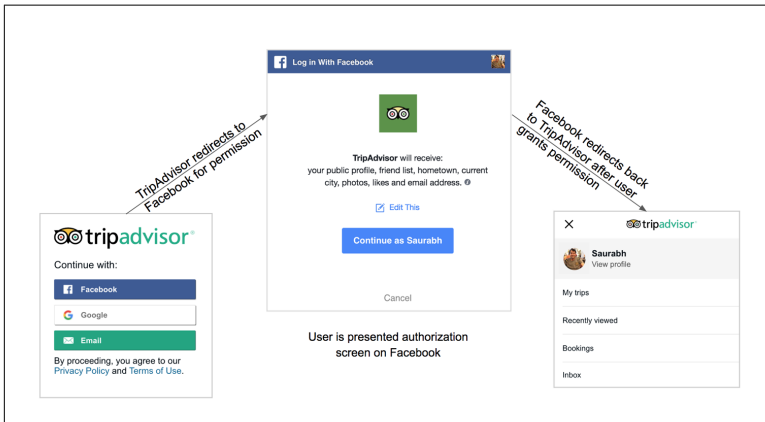 TripAdvisor redirects to
Facebook for permission
tripadvisor®
Continue with:
Facebook
Google
Email
By proceeding, you agree to our
Privacy Policy and Terms of Use.
Log in With Facebook
TripAdvisor will receive:
your public profile, friend list, hometown, current
city, photos, likes and email address.
Edit This
Continue as Saurabh
Cancel
User is presented authorization
screen on Facebook
Facebook redirects back
to TripAdvisor after user
grants permission
tripadvisor
Saurabh
View profile
My trips
Recently viewed
Bookings
Inbox